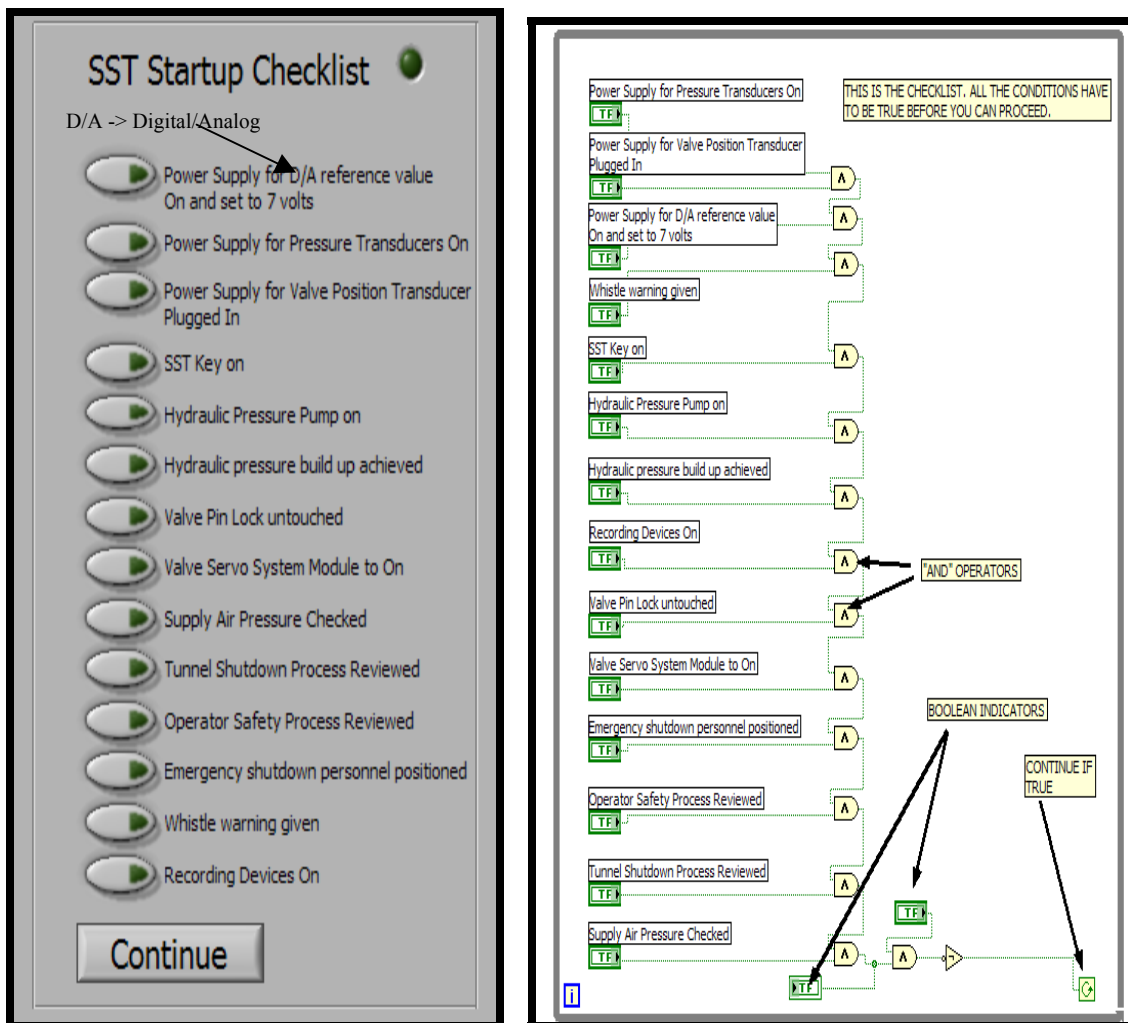 SST Startup Checklist
D/A -> Digital/Analog
Power Supply for D/A reference value
On and set to 7 volts
Power Supply for Pressure Transducers On
Power Supply for Valve Position Transducer
Plugged In
SST Key on
Hydraulic Pressure Pump on
Hydraulic pressure build up achieved
Valve Pin Lock untouched
Valve Servo System Module to On
Supply Air Pressure Checked
Tunnel Shutdown Process Reviewed
Operator Safety Process Reviewed
Emergency shutdown personnel positioned
Whistle warning given
Recording Devices On
Continue
Power Supply for Pressure Transducers On
TF
THIS IS THE CHECKLIST. ALL THE CONDITIONS HAVE
TO BE TRUE BEFORE YOU CAN PROCEED.
Power Supply for Valve Position Transducer
Plugged In
TF
∧
Power Supply for D/A reference value
On and set to 7 volts
TF
∧
∧
Whistle warning given
TF
SST Key on
TF
∧
Hydraulic Pressure Pump on
TF
∧
Hydraulic pressure build up achieved
TF
∧
Recording Devices On
TF
∧
"AND" OPERATORS
Valve Pin Lock untouched
TF
∧
Valve Servo System Module to On
TF
∧
Emergency shutdown personnel positioned
TF
∧
BOOLEAN INDICATORS
CONTINUE IF
TRUE
Operator Safety Process Reviewed
TF
∧
Tunnel Shutdown Process Reviewed
TF
∧
TF
Supply Air Pressure Checked
TF
∧
∧
¬
TF
i